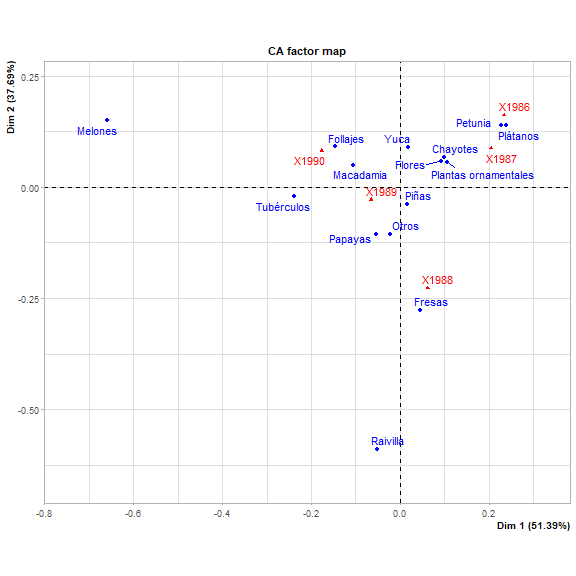 CA factor map
Dim 2 (37.69%)
0.25
0.00
-0.25
-0.50
X1986
Petunia
Plátanos
Melones
Follajes
Yuca
Chayotes
X1987
X1990
Flores
Macadamia
Plantas ornamentales
X1989
Piñas
Tubérculos
Otros
Papayas
X1988
Fresas
Raivilla
-0.8
-0.6
-0.4
-0.2
0.0
0.2
Dim 1 (51.39%)